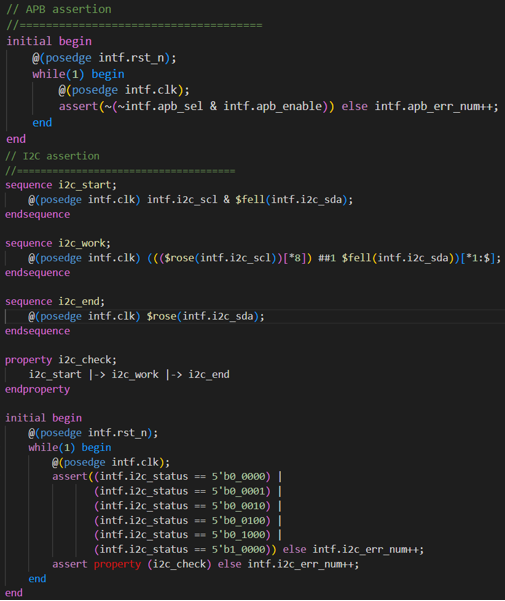 // APB assertion
//=====================================
initial begin
    @(posedge intf.rst_n);
    while(1) begin
        @(posedge intf.clk);
        assert(~(~intf.apb_sel & intf.apb_enable)) else intf.apb_err_num++;
    end
end
// I2C assertion
//=====================================
sequence i2c_start;
    @(posedge intf.clk) intf.i2c_scl & $fell(intf.i2c_sda);
endsequence

sequence i2c_work;
    @(posedge intf.clk) ((($rose(intf.i2c_scl))[*8]) ##1 $fell(intf.i2c_sda))[*1:$];
endsequence

sequence i2c_end;
    @(posedge intf.clk) $rose(intf.i2c_sda);
endsequence

property i2c_check;
    i2c_start |-> i2c_work |-> i2c_end
endproperty

initial begin
    @(posedge intf.rst_n);
    while(1) begin
        @(posedge intf.clk);
        assert((intf.i2c_status == 5'b0_0000) |
               (intf.i2c_status == 5'b0_0001) |
               (intf.i2c_status == 5'b0_0010) |
               (intf.i2c_status == 5'b0_0100) |
               (intf.i2c_status == 5'b0_1000) |
               (intf.i2c_status == 5'b1_0000)) else intf.i2c_err_num++;
        assert property (i2c_check) else intf.i2c_err_num++;
    end
end